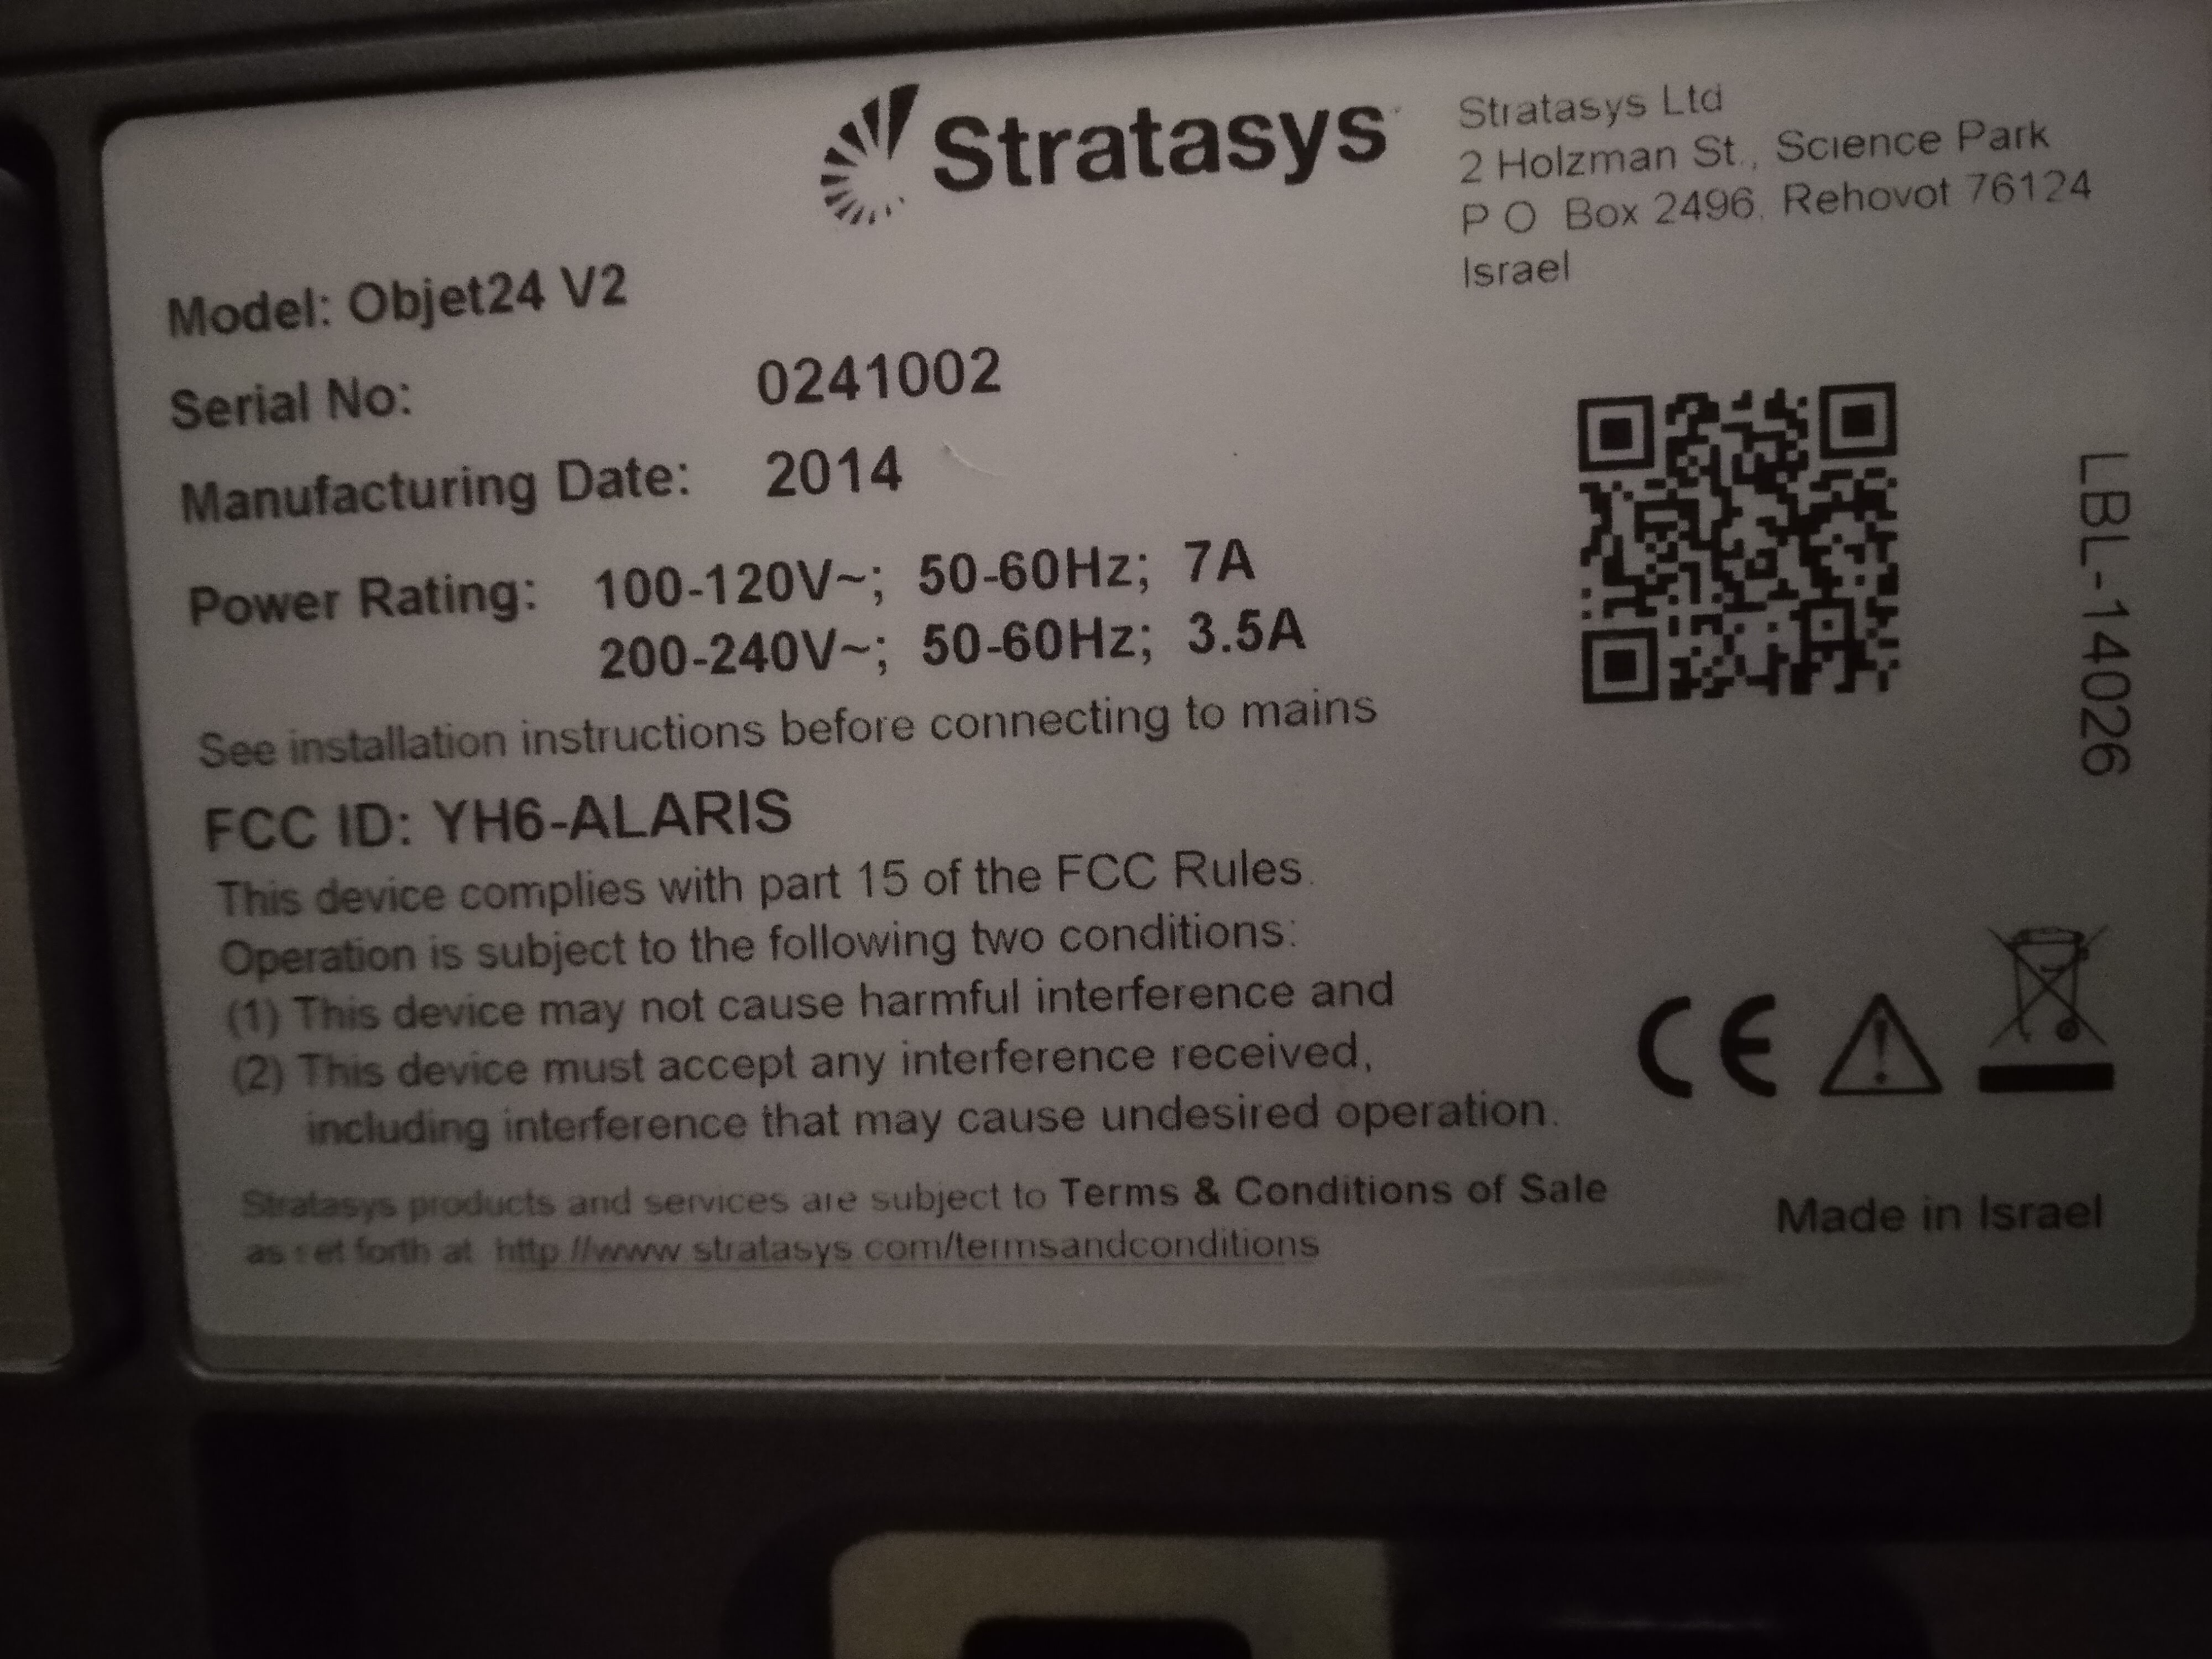 Stratasys
Stratasys Ltd
2 Holzman St., Science Park
P O Box 2496, Rehovot 76124
Israel
Model: Objet24 V2
Serial No: 0241002
Manufacturing Date: 2014
Power Rating: 100-120V~; 50-60Hz; 7A
200-240V~; 50-60Hz; 3.5A
See installation instructions before connecting to mains
LBL-14026
FCC ID: YH6-ALARIS
This device complies with part 15 of the FCC Rules.
Operation is subject to the following two conditions:
(1) This device may not cause harmful interference and
(2) This device must accept any interference received,
including interference that may cause undesired operation.
CE
Stratasys products and services are subject to Terms & Conditions of Sale
as set forth at http://www.stratasys.com/termsandconditions
Made in Israel